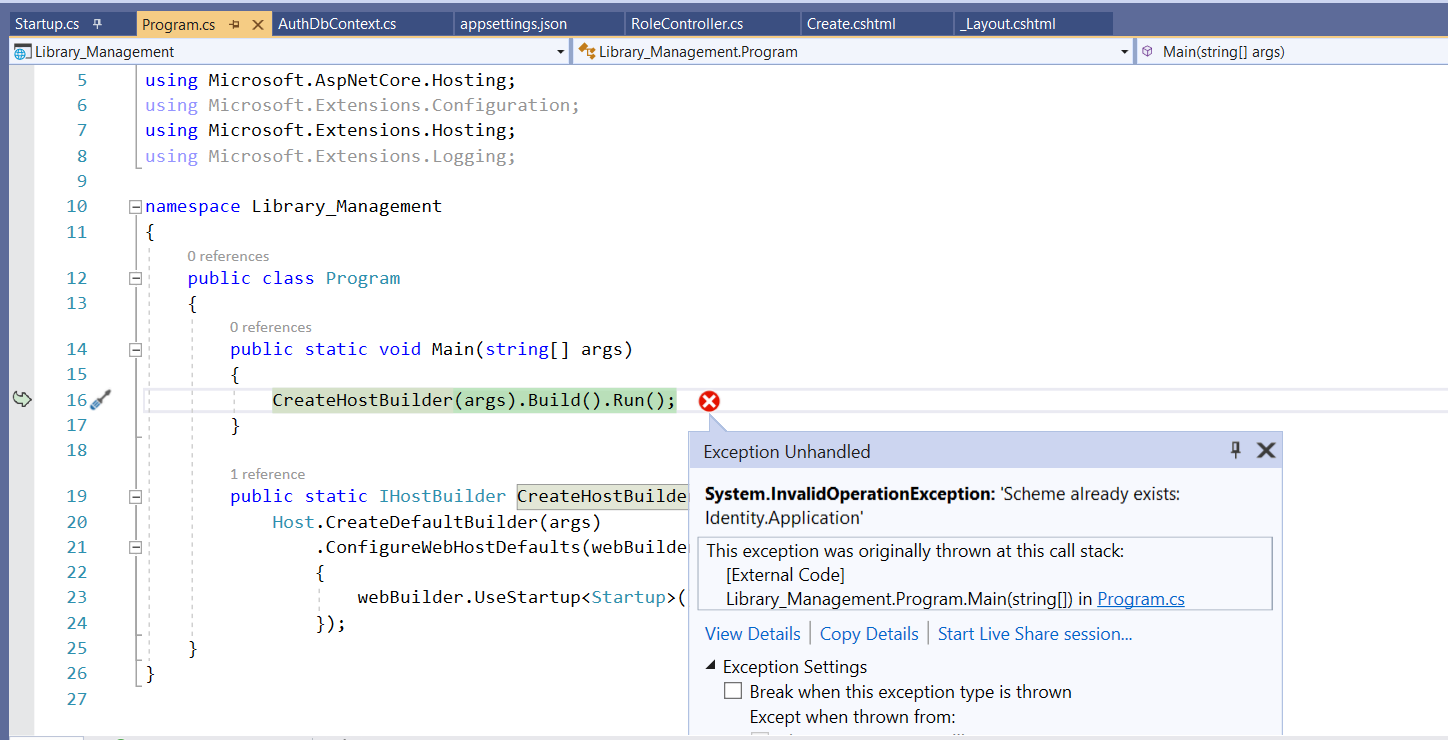 Startup.cs Program.cs AuthDbContext.cs appsettings.json RoleController.cs Create.cshtml _Layout.cshtml
Library_Management Library_Management.Program Main(string[] args)
5 using Microsoft.AspNetCore.Hosting;
6 using Microsoft.Extensions.Configuration;
7 using Microsoft.Extensions.Hosting;
8 using Microsoft.Extensions.Logging;
9
10 namespace Library_Management
11 {
0 references
12 public class Program
13 {
0 references
14 public static void Main(string[] args)
15 {
16 CreateHostBuilder(args).Build().Run();
17 }
18
1 reference
19 public static IHostBuilder CreateHostBuilde
20 Host.CreateDefaultBuilder(args)
21 .ConfigureWebHostDefaults(webBuilde
22 {
23 webBuilder.UseStartup<Startup>(
24 });
25 }
26 }
27
Exception Unhandled
System.InvalidOperationException: 'Scheme already exists:
Identity.Application'
This exception was originally thrown at this call stack:
[External Code]
Library_Management.Program.Main(string[]) in Program.cs
View Details | Copy Details | Start Live Share session...
Exception Settings
Break when this exception type is thrown
Except when thrown from: